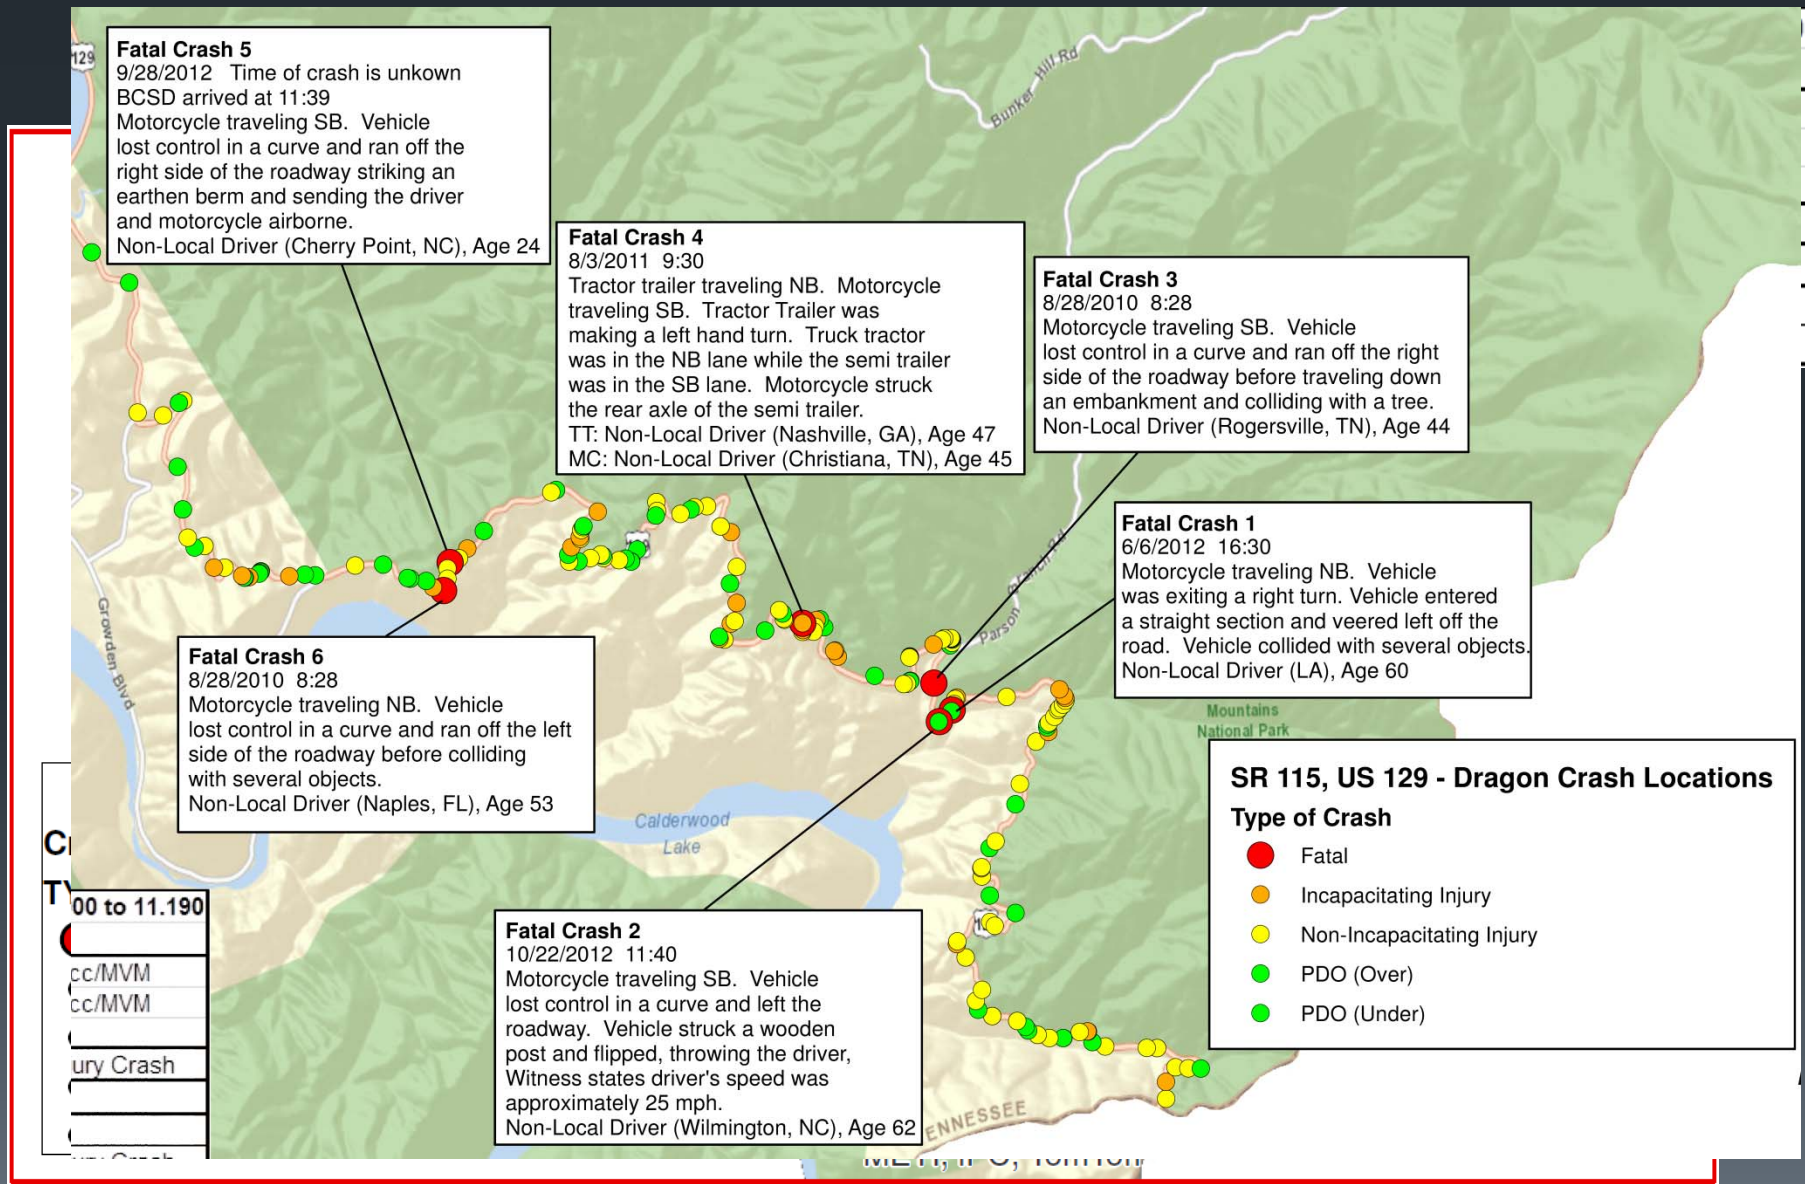 129
Fatal Crash 5
9/28/2012 Time of crash is unkown
BCSD arrived at 11:39
Motorcycle traveling SB. Vehicle
lost control in a curve and ran off the
right side of the roadway striking an
earthen berm and sending the driver
and motorcycle airborne.
Non-Local Driver (Cherry Point, NC), Age 24
Bunker Hill Rd
Fatal Crash 4
8/3/2011 9:30
Tractor trailer traveling NB. Motorcycle
traveling SB. Tractor Trailer was
making a left hand turn. Truck tractor
was in the NB lane while the semi trailer
was in the SB lane. Motorcycle struck
the rear axle of the semi trailer.
TT: Non-Local Driver (Nashville, GA), Age 47
MC: Non-Local Driver (Christiana, TN), Age 45
Fatal Crash 3
8/28/2010 8:28
Motorcycle traveling SB. Vehicle
lost control in a curve and ran off the right
side of the roadway before traveling down
an embankment and colliding with a tree.
Non-Local Driver (Rogersville, TN), Age 44
Fatal Crash 1
6/6/2012 16:30
Motorcycle traveling NB. Vehicle
was exiting a right turn. Vehicle entered
a straight section and veered left off the
road. Vehicle collided with several objects.
Non-Local Driver (LA), Age 60
Parson Branch Rd
Growden Blvd
Fatal Crash 6
8/28/2010 8:28
Motorcycle traveling NB. Vehicle
lost control in a curve and ran off the left
side of the roadway before colliding
with several objects.
Non-Local Driver (Naples, FL), Age 53
Mountains
National Park
Calderwood
Lake
SR 115, US 129 - Dragon Crash Locations
Type of Crash
Fatal
Incapacitating Injury
Non-Incapacitating Injury
PDO (Over)
PDO (Under)
00 to 11.190
cc/MVM
cc/MVM
ury Crash
Fatal Crash 2
10/22/2012 11:40
Motorcycle traveling SB. Vehicle
lost control in a curve and left the
roadway. Vehicle struck a wooden
post and flipped, throwing the driver,
Witness states driver's speed was
approximately 25 mph.
Non-Local Driver (Wilmington, NC), Age 62
ENNESSEE